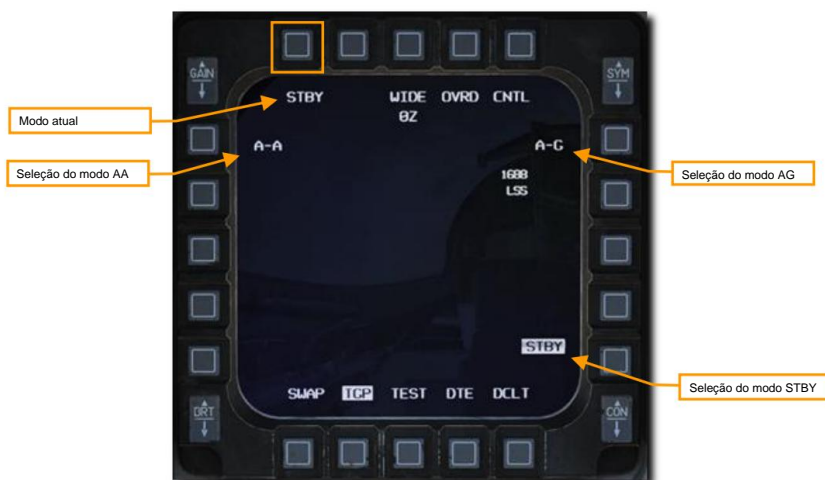 GAIN
SYM
STBY WIDE OVRD CNTL
0Z
Modo atual
A-A
A-G
Seleção do modo AA
Seleção do modo AG
1688
LSS
STBY
Seleção do modo STBY
SWAP TGP TEST DTE DCLT
BRT
CON